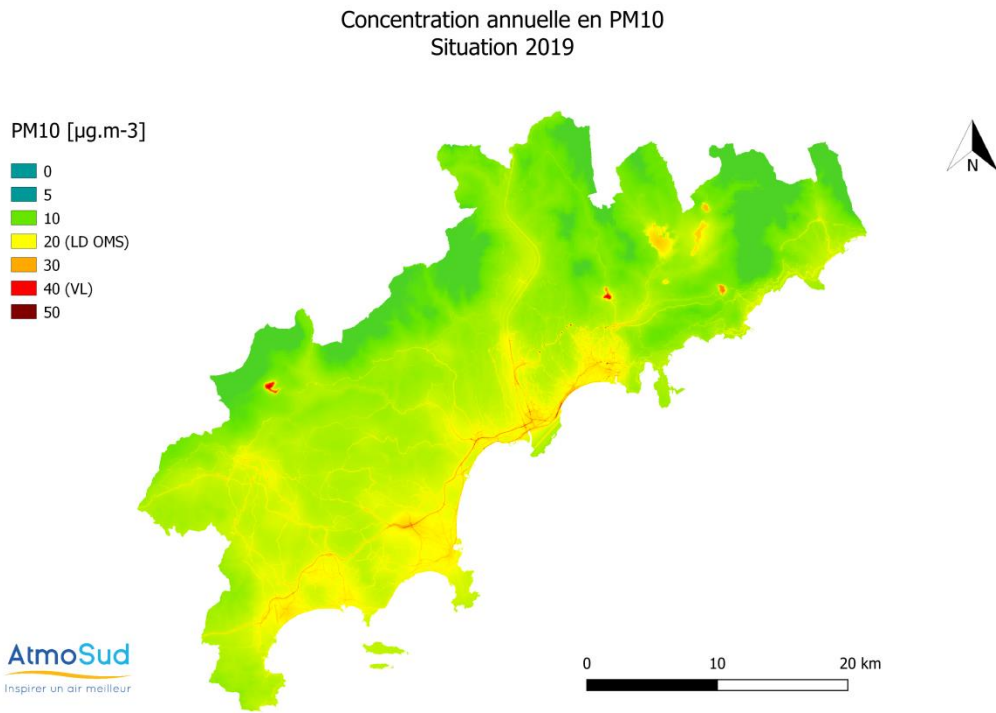 Concentration annuelle en PM10
Situation 2019
PM10 [µg.m-3]
0
5
10
20 (LD OMS)
30
40 (VL)
50
N
AtmoSud
Inspirer un air meilleur
0 10 20 km